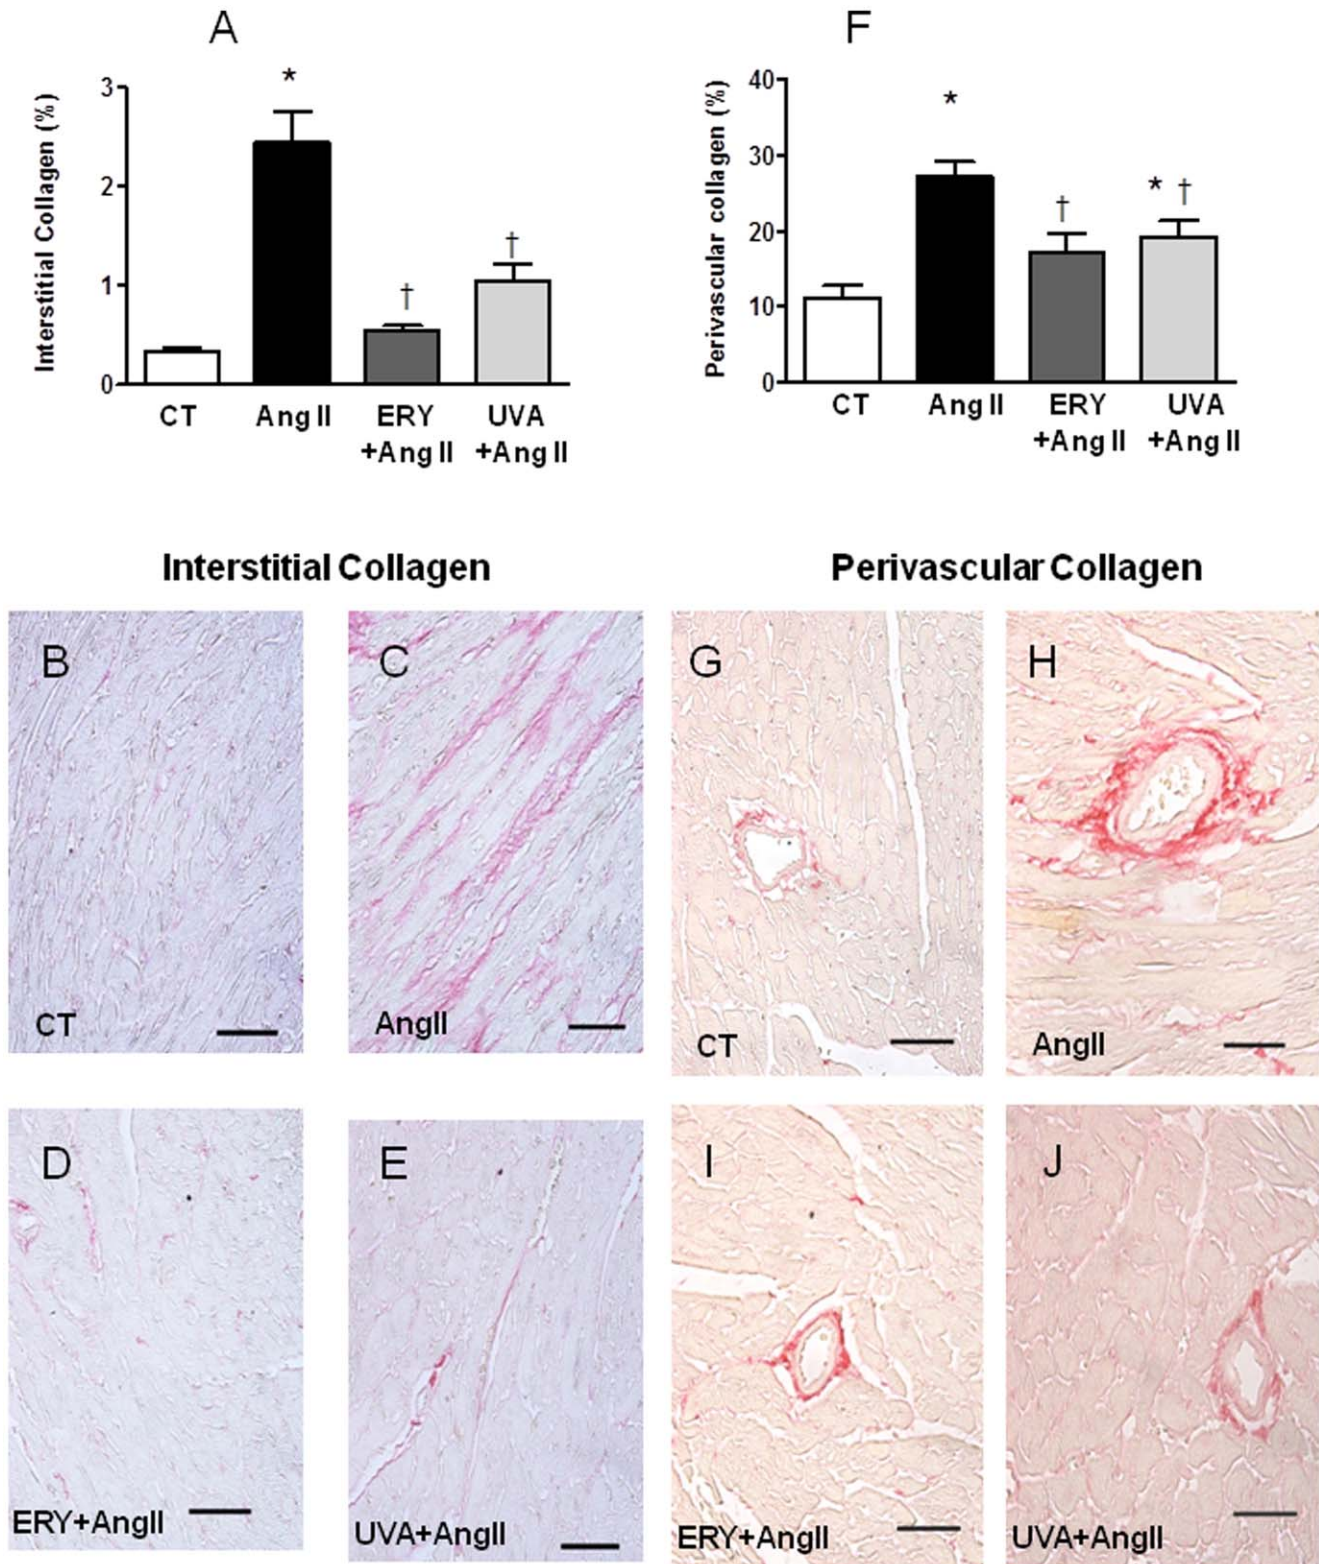 A
F
Interstitial Collagen (%)
3
2
1
0
*
†
†
CT
Ang II
ERY
+Ang II
UVA
+Ang II
Perivascular collagen (%)
40
30
20
10
0
*
†
* †
CT
Ang II
ERY
+Ang II
UVA
+Ang II
Interstitial Collagen
Perivascular Collagen
B
CT
C
AngII
G
CT
H
AngII
D
ERY+AngII
E
UVA+AngII
I
ERY+AngII
J
UVA+AngII